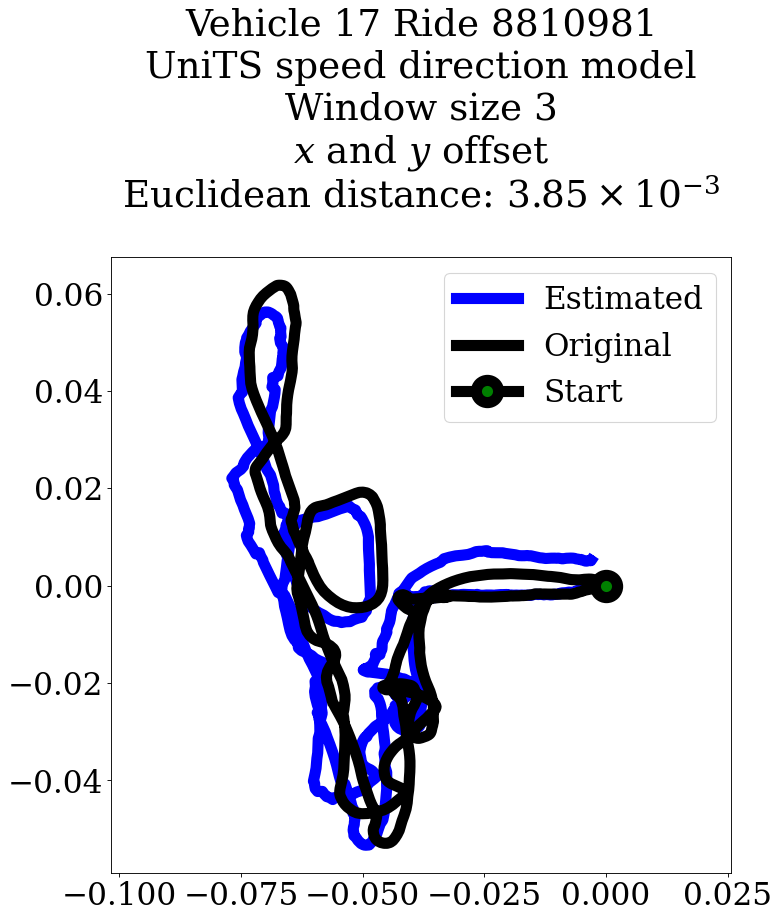 Vehicle 17 Ride 8810981
UniTS speed direction model
Window size 3
x and y offset
Euclidean distance: 3.85 × 10⁻³
Estimated
Original
Start
0.06
0.04
0.02
0.00
−0.02
−0.04
−0.100 −0.075 −0.050 −0.025 0.000 0.025